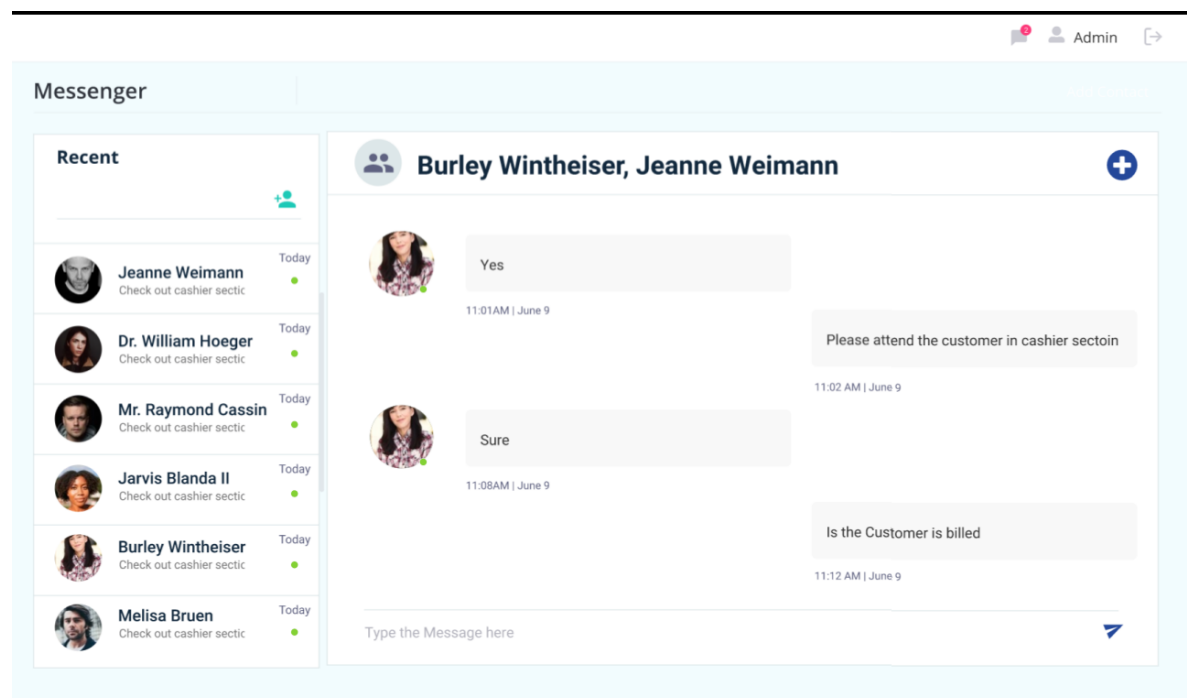 2
Admin
Messenger
Recent
Jeanne Weimann
Today
Check out cashier sectic
Dr. William Hoeger
Today
Check out cashier sectic
Mr. Raymond Cassin
Today
Check out cashier sectic
Jarvis Blanda II
Today
Check out cashier sectic
Burley Wintheiser
Today
Check out cashier sectic
Melisa Bruen
Today
Check out cashier sectic
Burley Wintheiser, Jeanne Weimann
Yes
11:01AM | June 9
Please attend the customer in cashier sectoin
11:02 AM | June 9
Sure
11:08AM | June 9
Is the Customer is billed
11:12 AM | June 9
Type the Message here